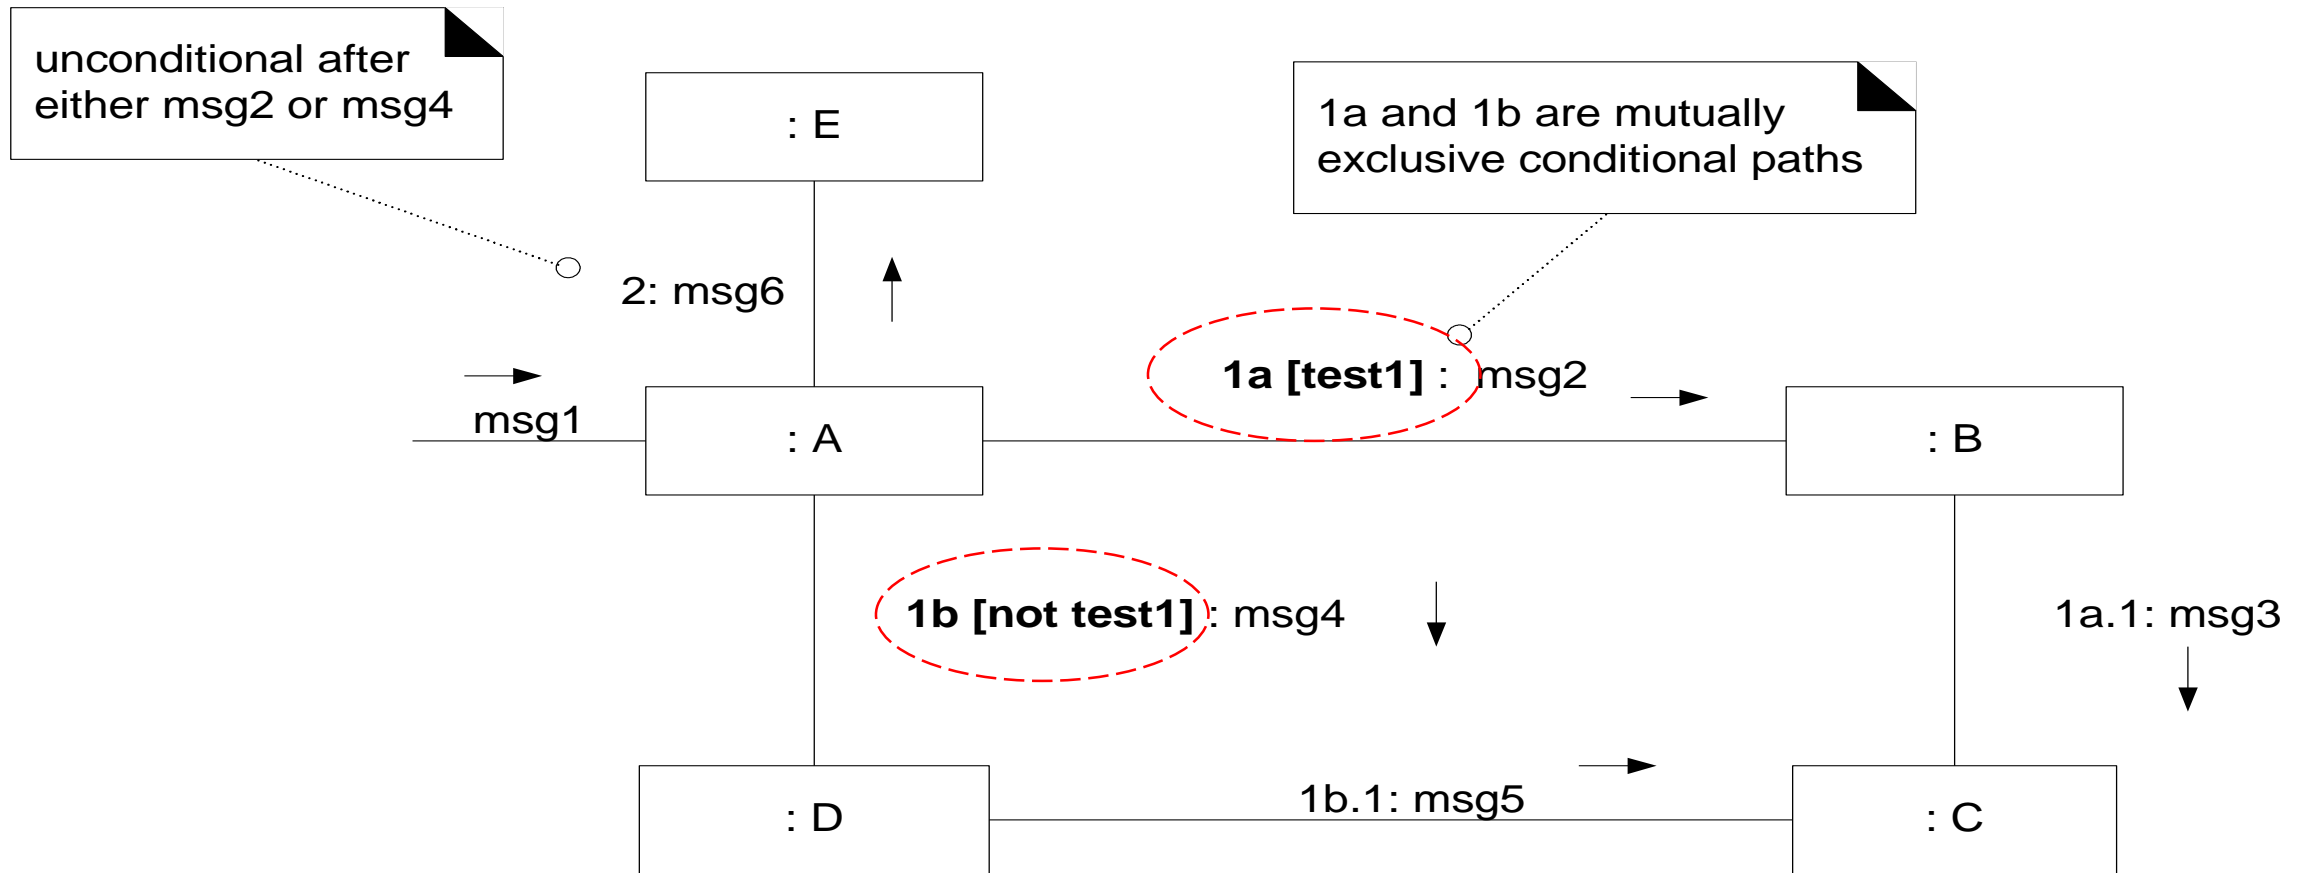 unconditional after
either msg2 or msg4
: E
1a and 1b are mutually
exclusive conditional paths
2: msg6
1a [test1] : msg2
msg1
: A
: B
1b [not test1] : msg4
1a.1: msg3
1b.1: msg5
: D
: C